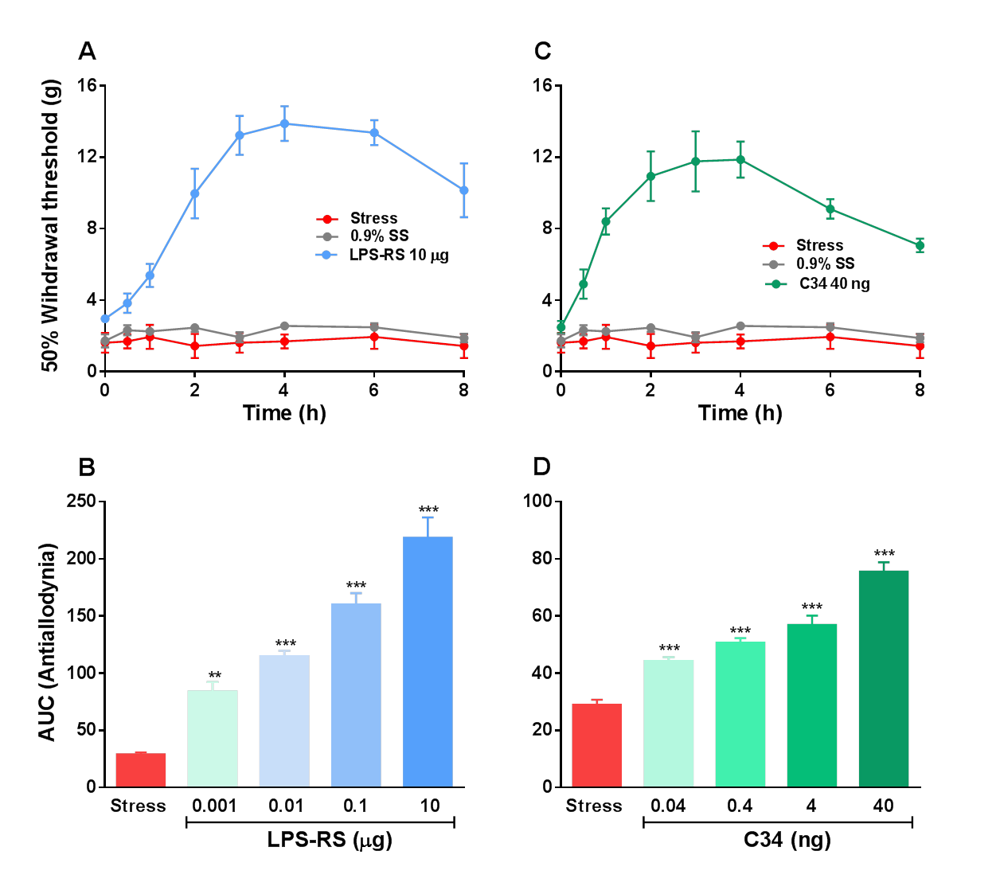 A
50% Wihdrawal threshold (g)
16
12
8
4
0
0 2 4 6 8
Time (h)
Stress
0.9% SS
LPS-RS 10 µg
C
16
12
8
4
0
0 2 4 6 8
Time (h)
Stress
0.9% SS
C34 40 ng
B
AUC (Antiallodynia)
250
200
150
100
50
0
**
***
***
***
Stress 0.001 0.01 0.1 10
LPS-RS (µg)
D
100
80
60
40
20
0
***
***
***
***
Stress 0.04 0.4 4 40
C34 (ng)